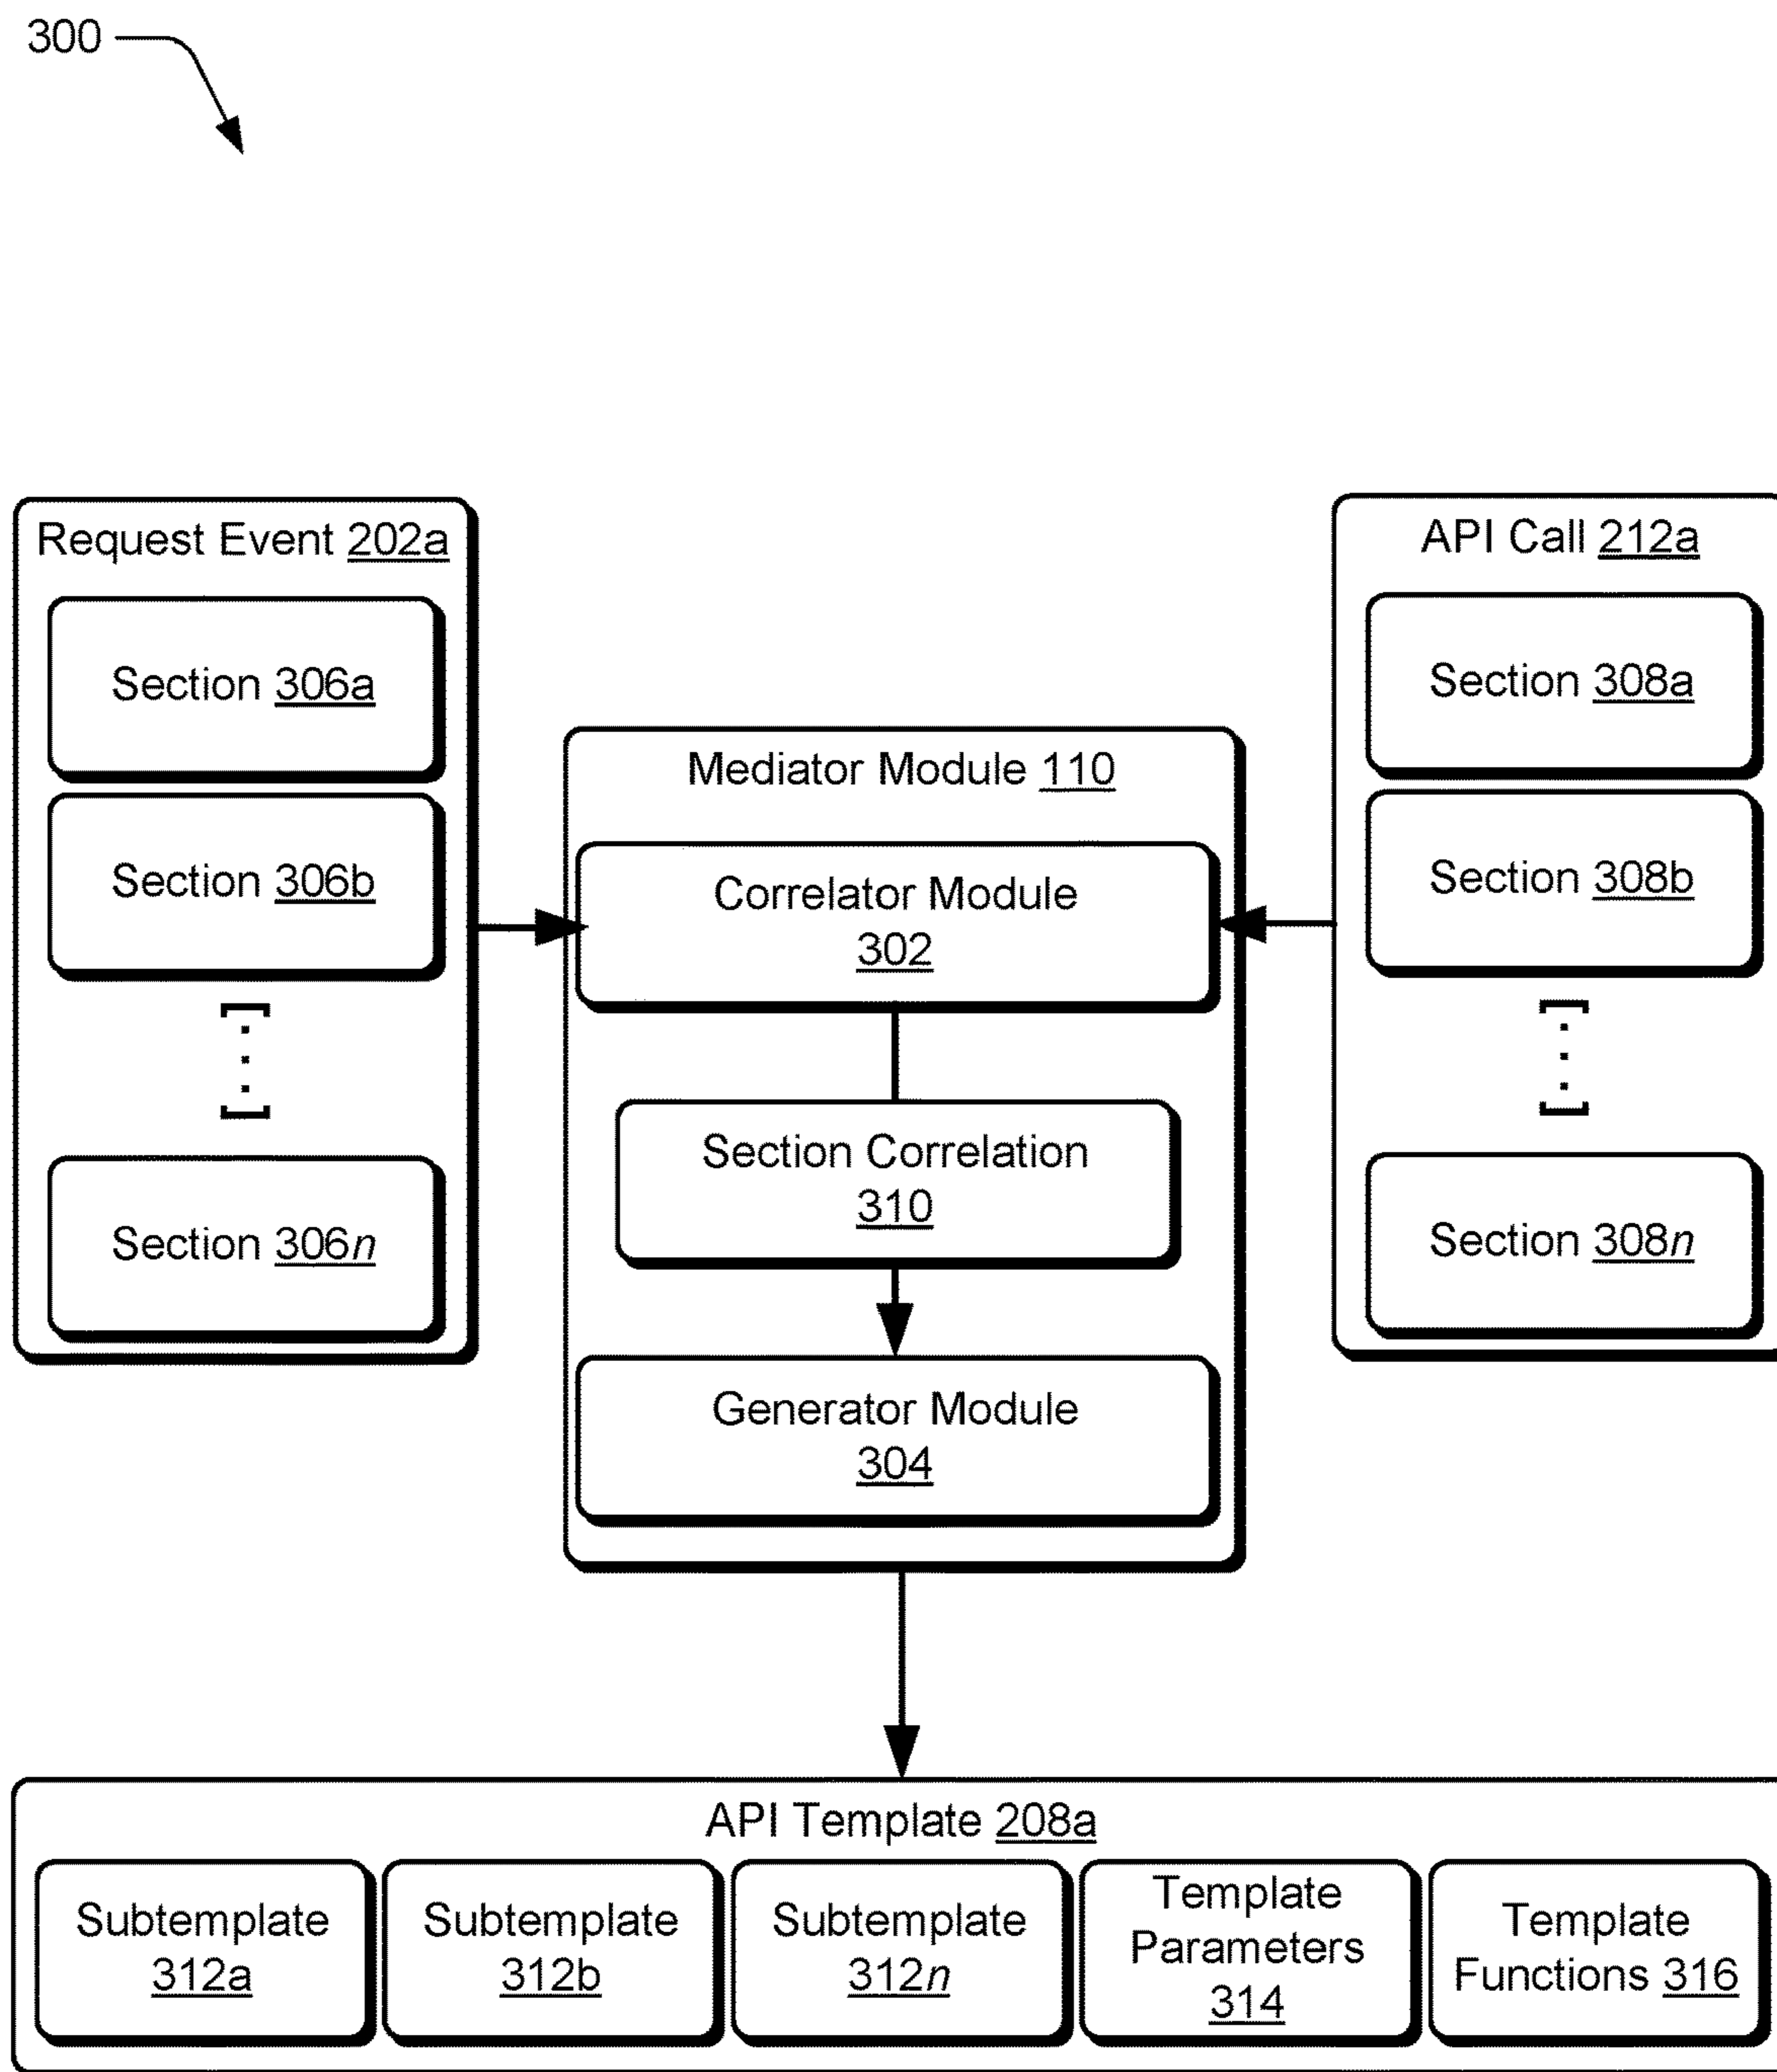 300
Request Event 202a
Section 306a
Section 306b
[...]
Section 306n
API Call 212a
Section 308a
Section 308b
[...]
Section 308n
Mediator Module 110
Correlator Module
302
Section Correlation
310
Generator Module
304
API Template 208a
Subtemplate
312a
Subtemplate
312b
Subtemplate
312n
Template
Parameters
314
Template
Functions 316